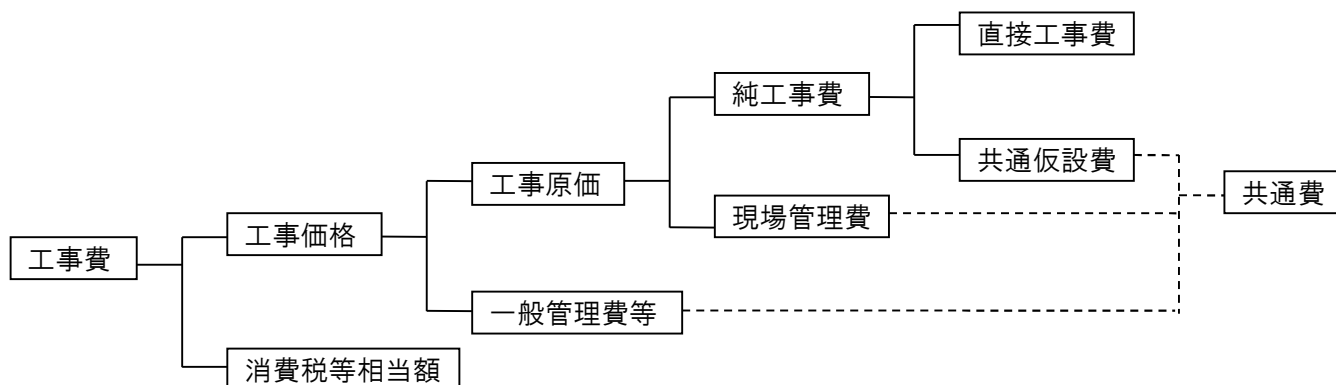 直接工事費
純工事費
共通仮設費
工事原価
共通費
現場管理費
工事価格
工事費
一般管理費等
消費税等相当額